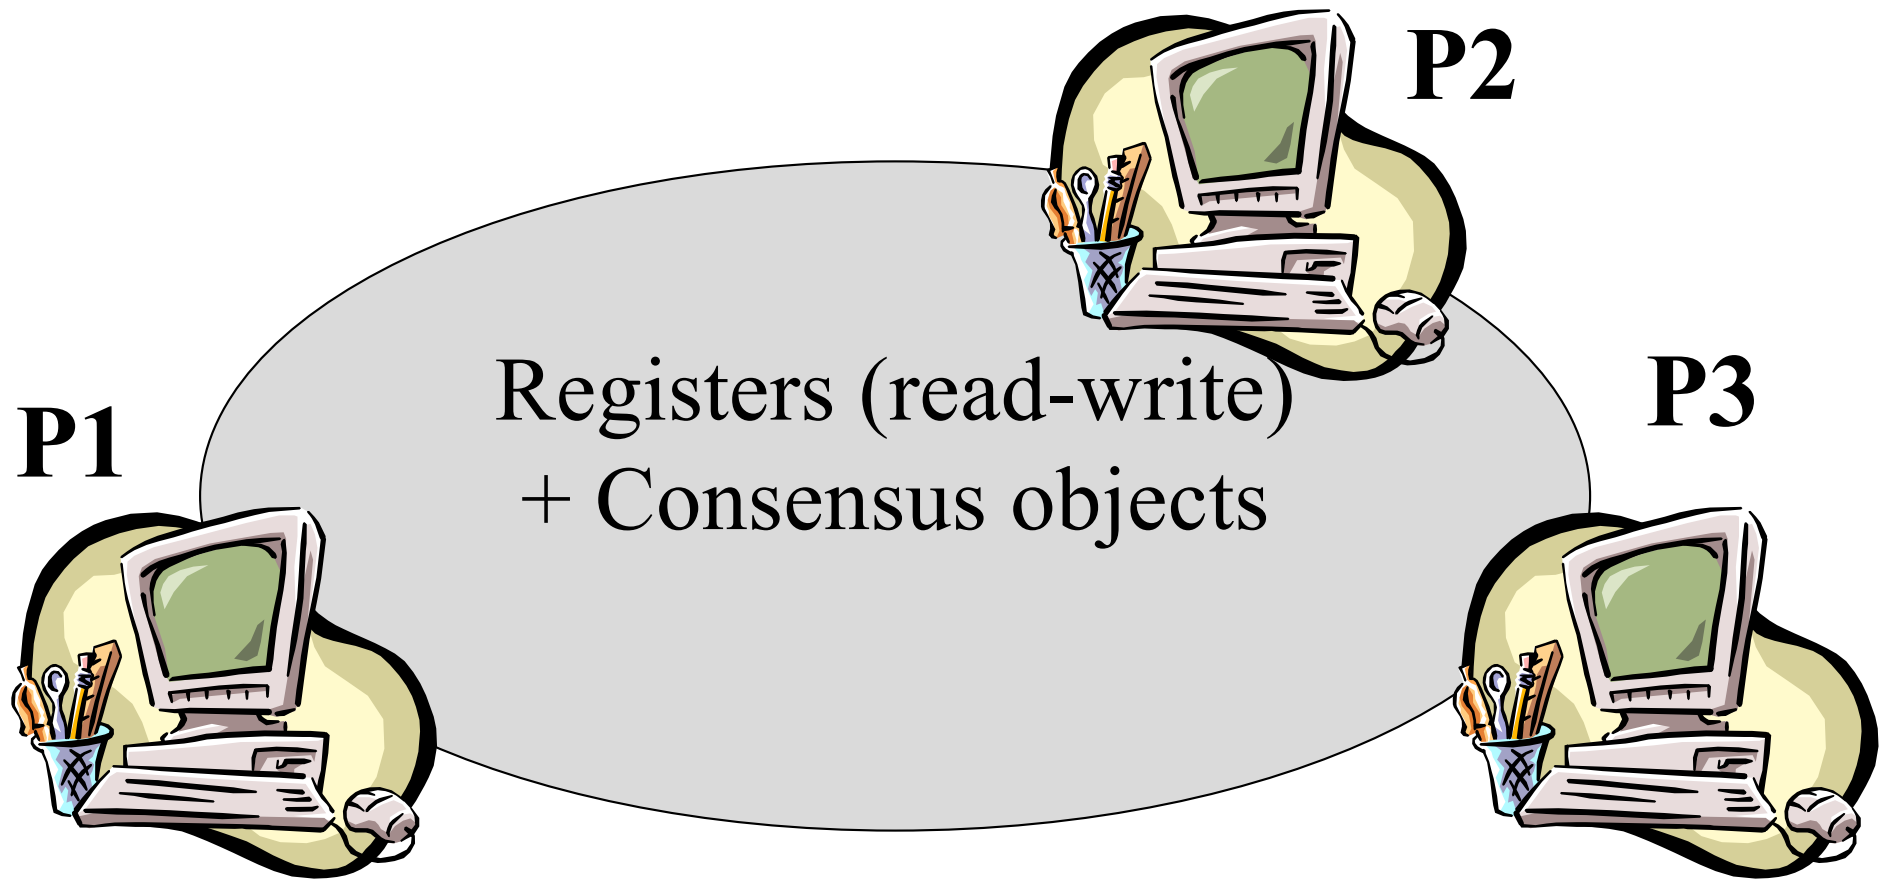 P2
P3
P1
Registers (read-write)
+ Consensus objects